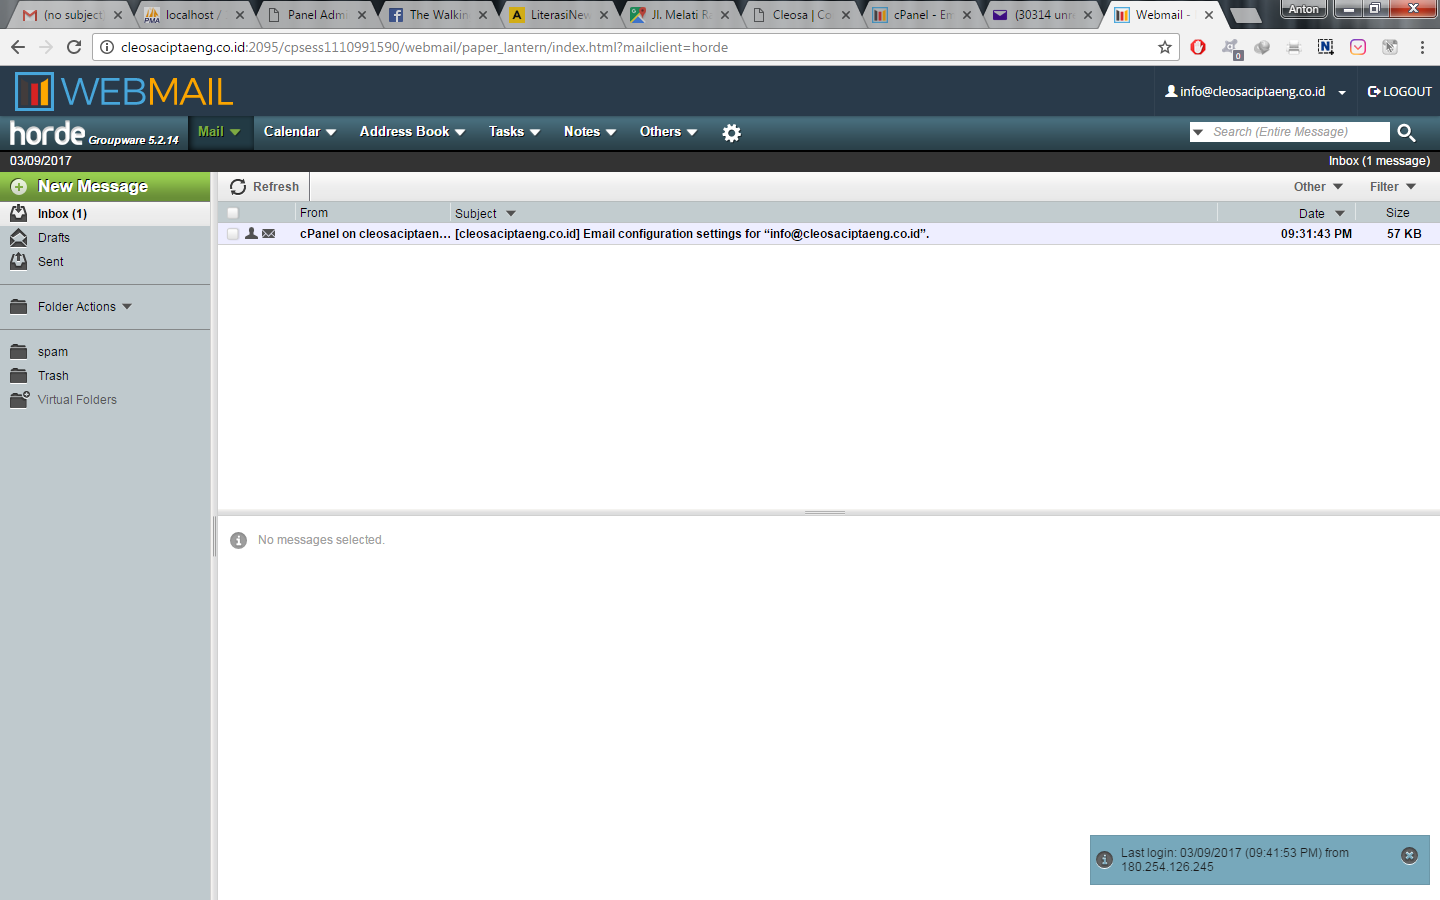 (no subject
localhost /
Panel Adm
The Walkin
LiterasiNew
Jl. Melati R
Cleosa | Co
cPanel - Em
(30314 unr
Webmail -
Anton
cleosaciptaeng.co.id:2095/cpsess1110991590/webmail/paper_lantern/index.html?mailclient=horde
WEBMAIL
info@cleosaciptaeng.co.id
LOGOUT
horde Groupware 5.2.14
Mail
Calendar
Address Book
Tasks
Notes
Others
Search (Entire Message)
03/09/2017
Inbox (1 message)
New Message
Refresh
Other
Filter
Inbox (1)
Drafts
Sent
Folder Actions
spam
Trash
Virtual Folders
From
Subject
Date
Size
cPanel on cleosaciptaen... [cleosaciptaeng.co.id] Email configuration settings for “info@cleosaciptaeng.co.id”. 09:31:43 PM 57 KB
No messages selected.
Last login: 03/09/2017 (09:41:53 PM) from
180.254.126.245